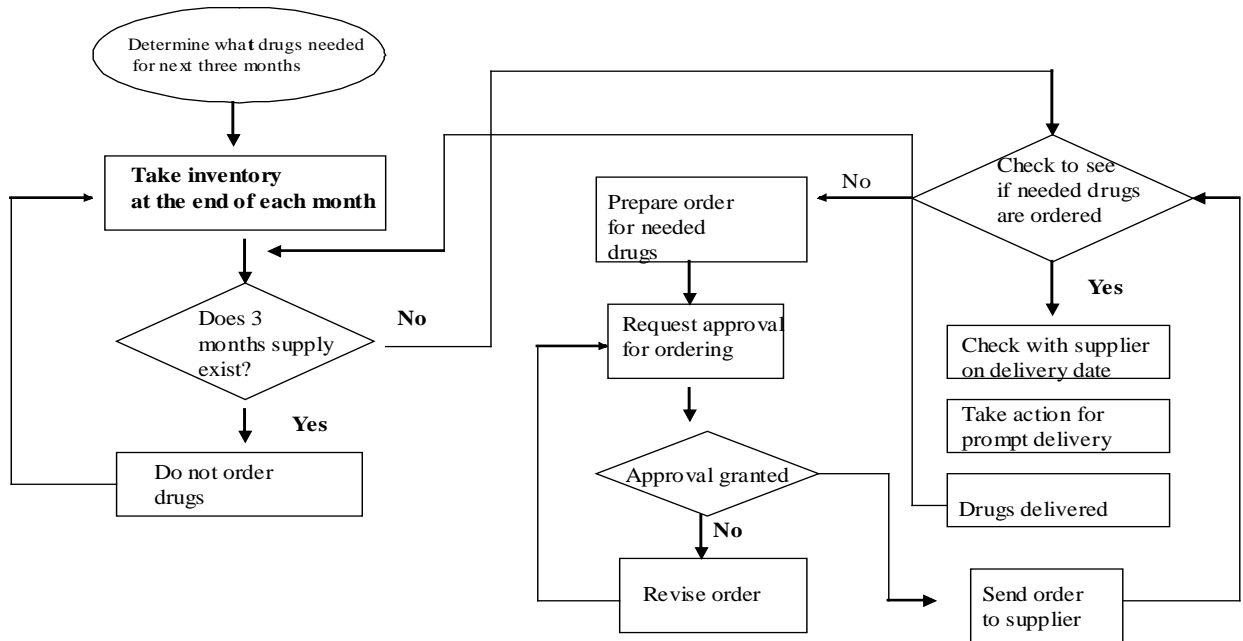 Determine what drugs needed
for next three months
Take inventory
at the end of each month
Does 3
months supply
exist?
No
Yes
Do not order
drugs
Check to see
if needed drugs
are ordered
No
Prepare order
for needed
drugs
Request approval
for ordering
Approval granted
No
Revise order
Yes
Check with supplier
on delivery date
Take action for
prompt delivery
Drugs delivered
Send order
to supplier